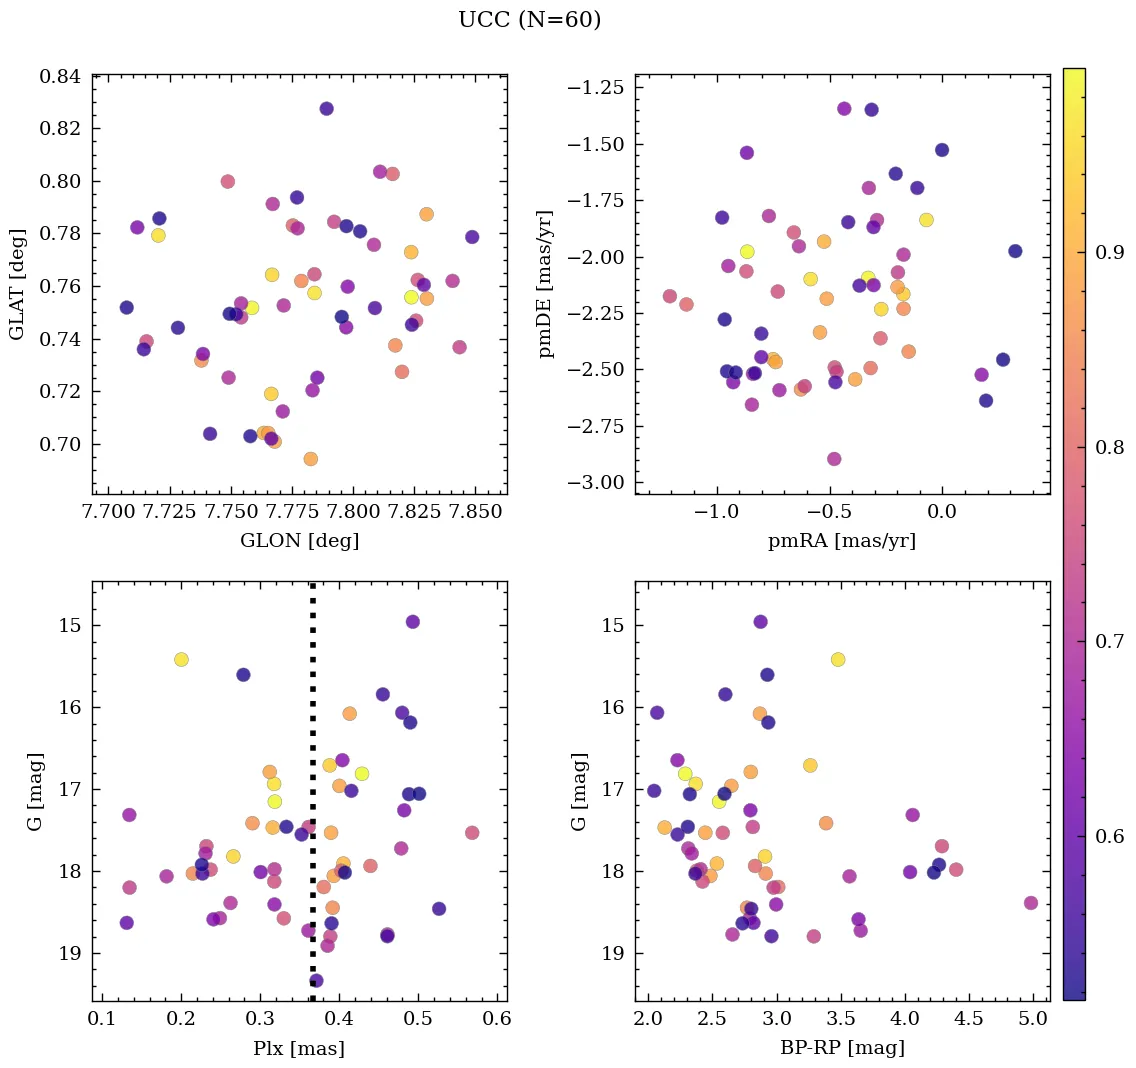 UCC (N=60)
0.84
0.82
0.80
0.78
0.76
0.74
0.72
0.70
GLAT [deg]
7.700 7.725 7.750 7.775 7.800 7.825 7.850
GLON [deg]
−1.25
−1.50
−1.75
−2.00
−2.25
−2.50
−2.75
−3.00
pmDE [mas/yr]
−1.0 −0.5 0.0
pmRA [mas/yr]
0.9
0.8
0.7
0.6
15
16
17
18
19
G [mag]
0.1 0.2 0.3 0.4 0.5 0.6
Plx [mas]
15
16
17
18
19
G [mag]
2.0 2.5 3.0 3.5 4.0 4.5 5.0
BP-RP [mag]